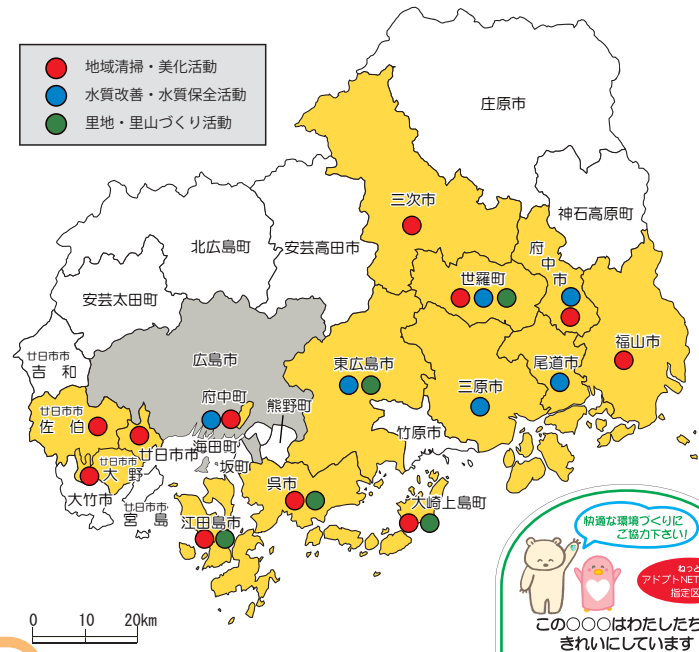 地域清掃・美化活動
水質改善・水質保全活動
里地・里山づくり活動
庄原市
三次市
神石高原町
北広島町
安芸高田市
府中市
世羅町
安芸太田町
廿日市市
吉和
広島市
福山市
東広島市
尾道市
三原市
府中町
熊野町
廿日市市
佐伯
竹原市
海田町
廿日市市
坂町
廿日市市
大野
呉市
大竹市
廿日市市
宮島
大崎上島町
江田島市
快適な環境づくりに
ご協力下さい!
ねっと
アドプトNET
指定区
この○○○はわたしたち
きれいにしています
0 10 20km